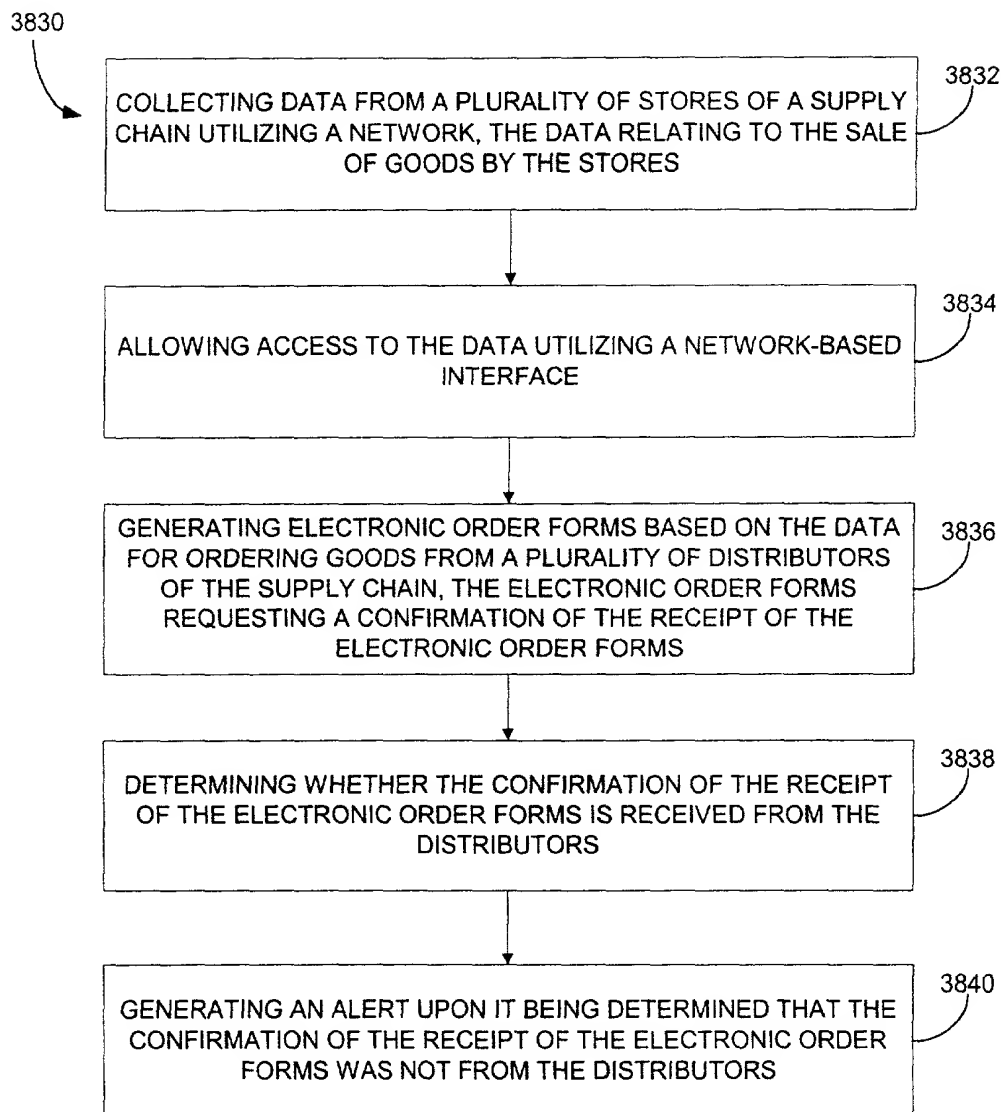 3830
3832
COLLECTING DATA FROM A PLURALITY OF STORES OF A SUPPLY
CHAIN UTILIZING A NETWORK, THE DATA RELATING TO THE SALE
OF GOODS BY THE STORES
3834
ALLOWING ACCESS TO THE DATA UTILIZING A NETWORK-BASED
INTERFACE
3836
GENERATING ELECTRONIC ORDER FORMS BASED ON THE DATA
FOR ORDERING GOODS FROM A PLURALITY OF DISTRIBUTORS
OF THE SUPPLY CHAIN, THE ELECTRONIC ORDER FORMS
REQUESTING A CONFIRMATION OF THE RECEIPT OF THE
ELECTRONIC ORDER FORMS
3838
DETERMINING WHETHER THE CONFIRMATION OF THE RECEIPT
OF THE ELECTRONIC ORDER FORMS IS RECEIVED FROM THE
DISTRIBUTORS
3840
GENERATING AN ALERT UPON IT BEING DETERMINED THAT THE
CONFIRMATION OF THE RECEIPT OF THE ELECTRONIC ORDER
FORMS WAS NOT FROM THE DISTRIBUTORS